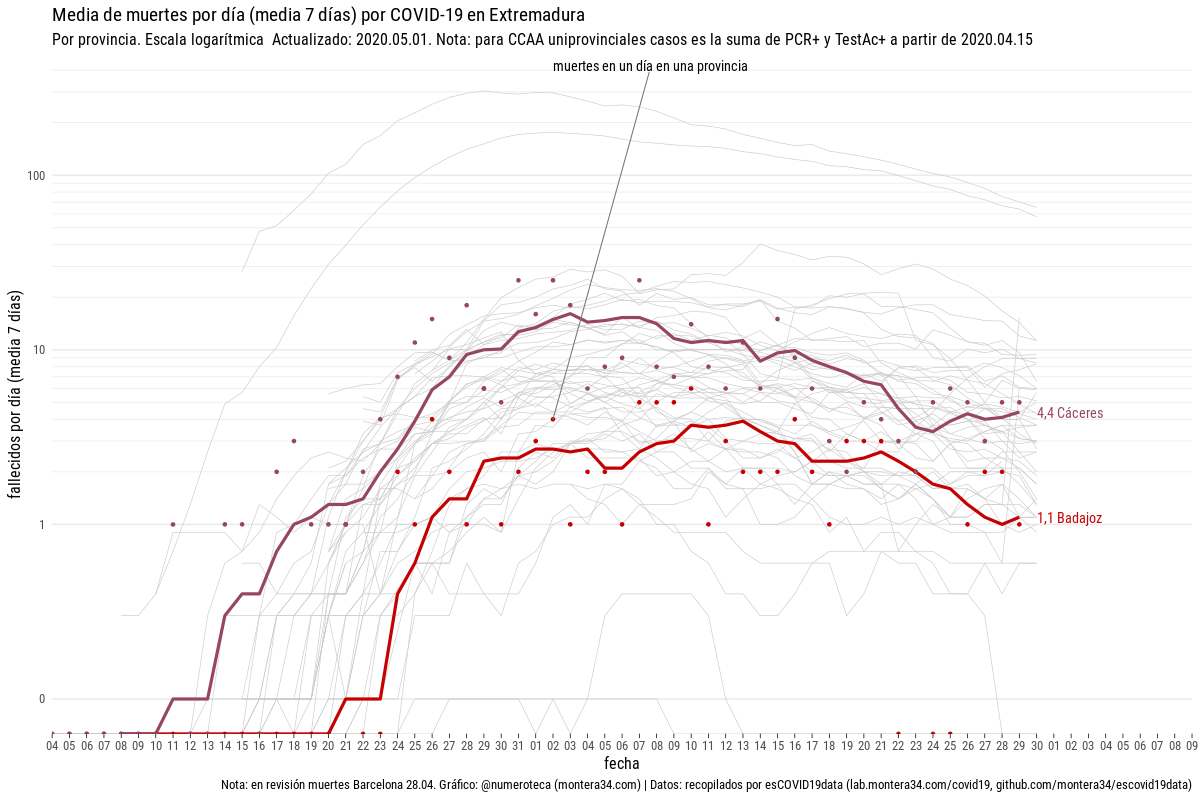 Media de muertes por día (media 7 días) por COVID-19 en Extremadura
Por provincia. Escala logarítmica  Actualizado: 2020.05.01. Nota: para CCAA uniprovinciales casos es la suma de PCR+ y TestAc+ a partir de 2020.04.15
muertes en un día en una provincia
fallecidos por día (media  7 días)
100
10
1
0
4,4 Cáceres
1,1 Badajoz
04 05 06 07 08 09 10 11 12 13 14 15 16 17 18 19 20 21 22 23 24 25 26 27 28 29 30 31 01 02 03 04 05 06 07 08 09 10 11 12 13 14 15 16 17 18 19 20 21 22 23 24 25 26 27 28 29 30 01 02 03 04 05 06 07 08 09
fecha
Nota: en revisión muertes Barcelona 28.04. Gráfico: @numeroteca (montera34.com) | Datos: recopilados por esCOVID19data (lab.montera34.com/covid19, github.com/montera34/escovid19data)